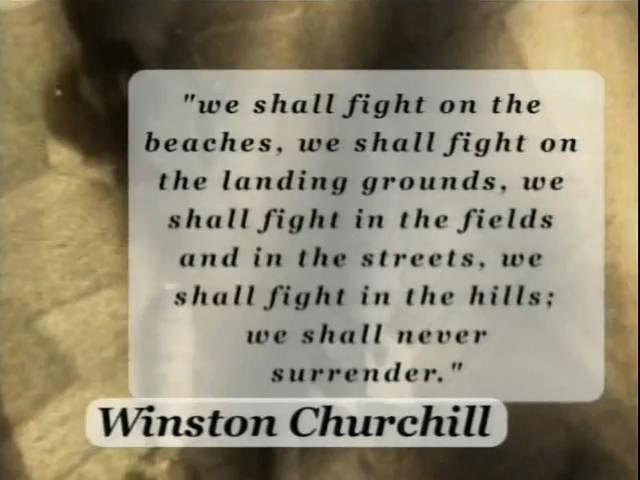 "we shall fight on the
beaches, we shall fight on
the landing grounds, we
shall fight in the fields
and in the streets, we
shall fight in the hills;
we shall never
surrender."
Winston Churchill